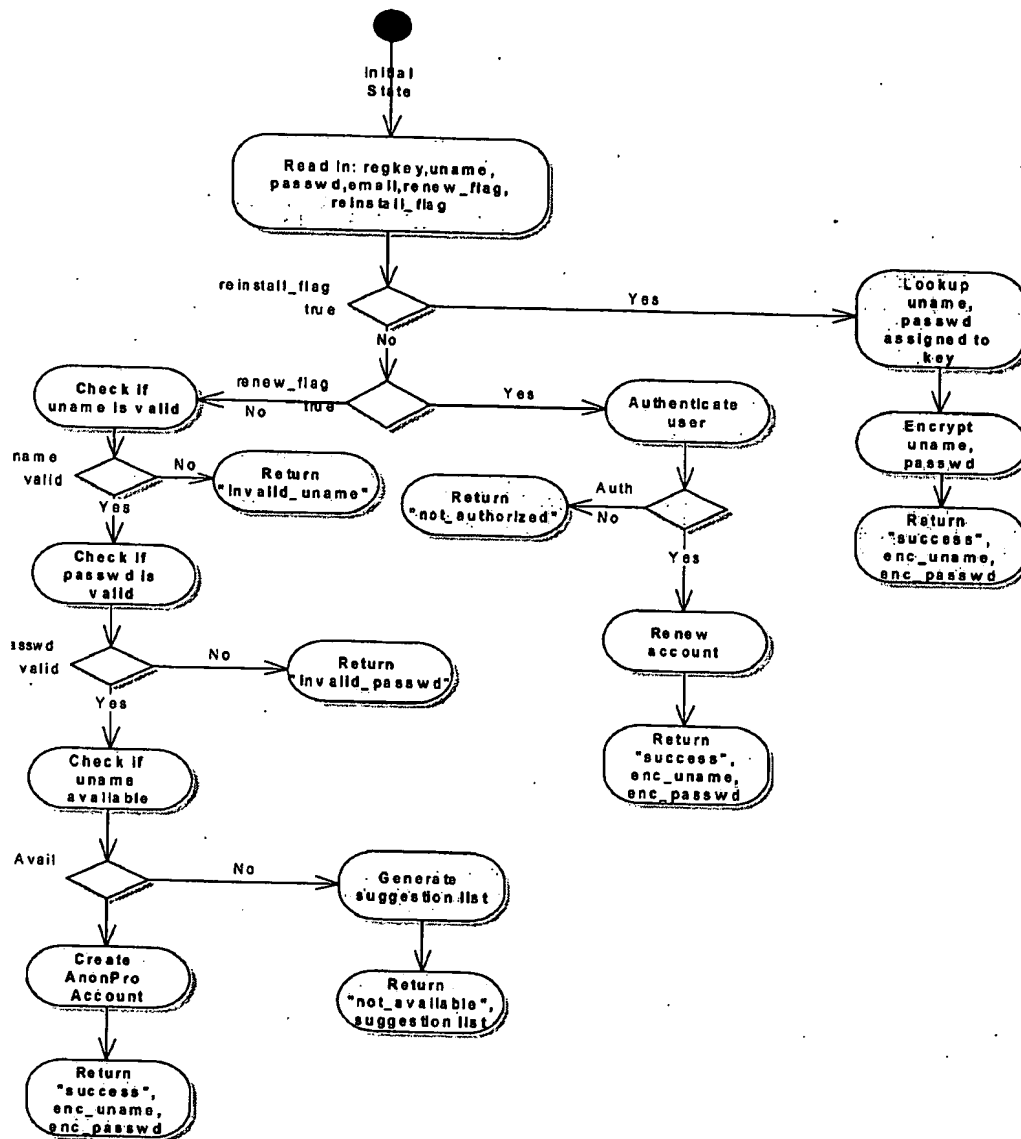 Initial
State
Read in: regkey,uname,
passwd,email,renew_flag,
reinstall_flag
reinstall_flag
true
Yes
No
Lookup
uname,
passwd
assigned to
key
Encrypt
uname,
passwd
Return
"success",
enc_uname,
enc_passwd
renew_flag
true
No
Yes
Authenticate
user
Auth
No
Return
"not_authorized"
Yes
Renew
account
Return
"success",
enc_uname,
enc_passwd
Check if
uname is valid
name
valid
No
Return
"invalid_uname"
Yes
Check if
passwd is
valid
asswd
valid
No
Return
"invalid_passwd"
Yes
Check if
uname
available
Avail
No
Generate
suggestion list
Return
"not_available",
suggestion list
Create
AnonPro
Account
Return
"success",
enc_uname,
enc_passwd